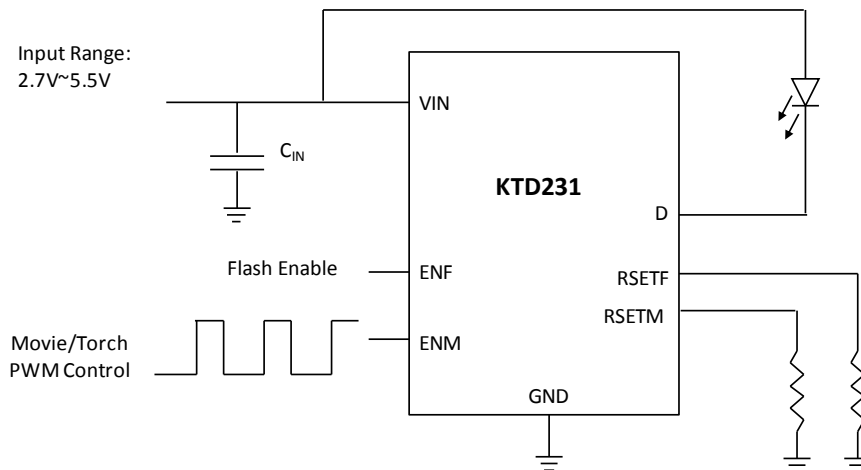 Input Range:
2.7V~5.5V
VIN
CIN
KTD231
D
Flash Enable
ENF
RSETF
RSETM
Movie/Torch
PWM Control
ENM
GND